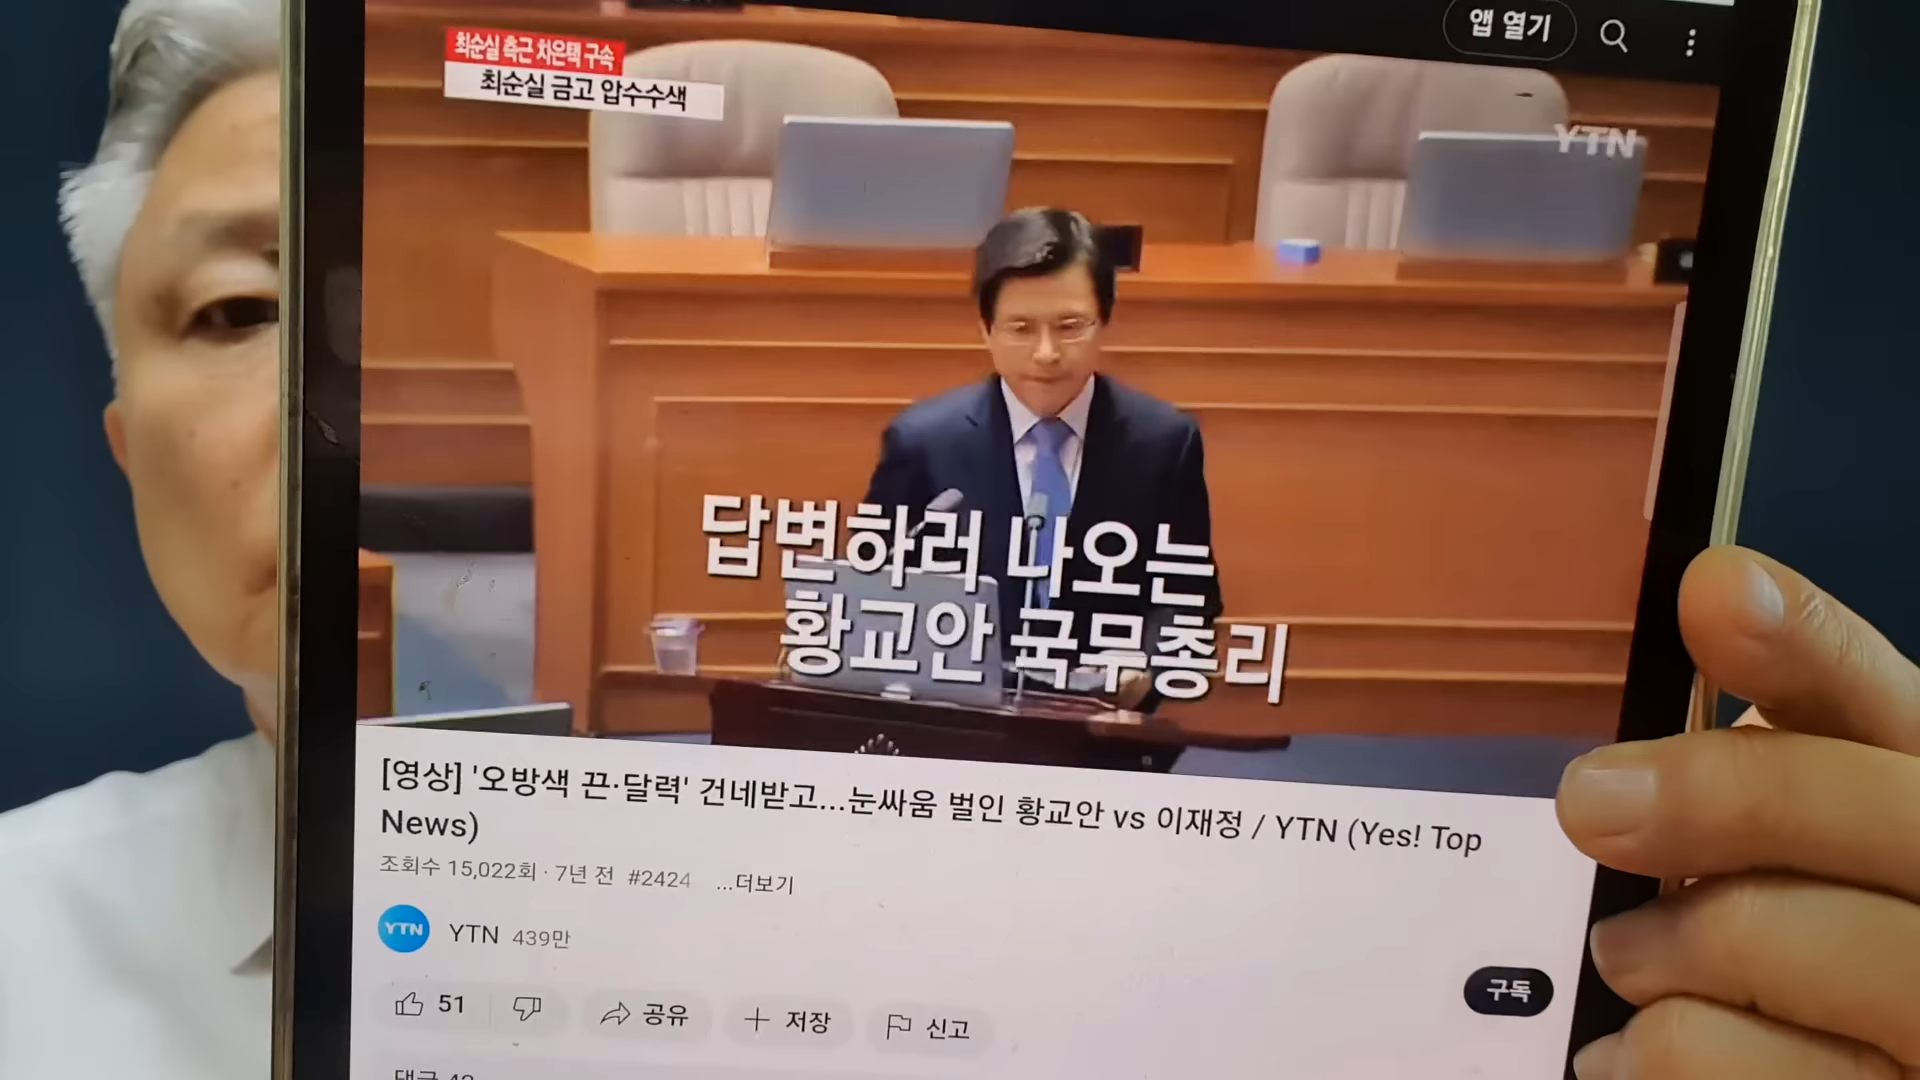 앱 열기
최순실 측근 차은택 구속
최순실 금고 압수수색
YTN
답변하러 나오는
황교안 국무총리
[영상] '오방색 끈·달력' 건네받고...눈싸움 벌인 황교안 vs 이재정 / YTN (Yes! Top
News)
조회수 15,022회 · 7년 전 #2424 ...더보기
YTN
YTN 439만
구독
51
공유
저장
신고